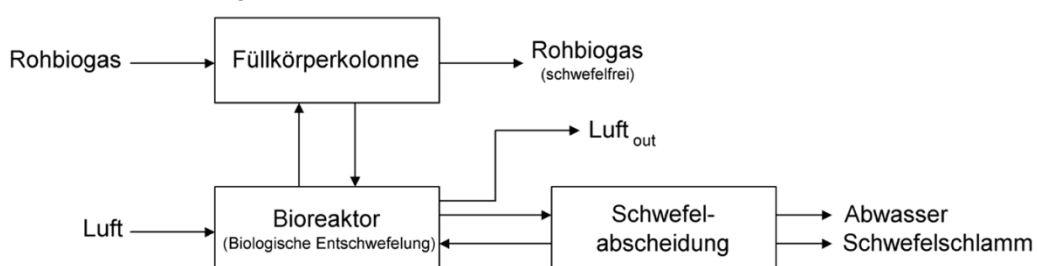 Rohbiogas
Füllkörperkolonne
Rohbiogas
(schwefelfrei)
Luft out
Luft
Bioreaktor
(Biologische Entschwefelung)
Schwefel-
abscheidung
Abwasser
Schwefelschlamm